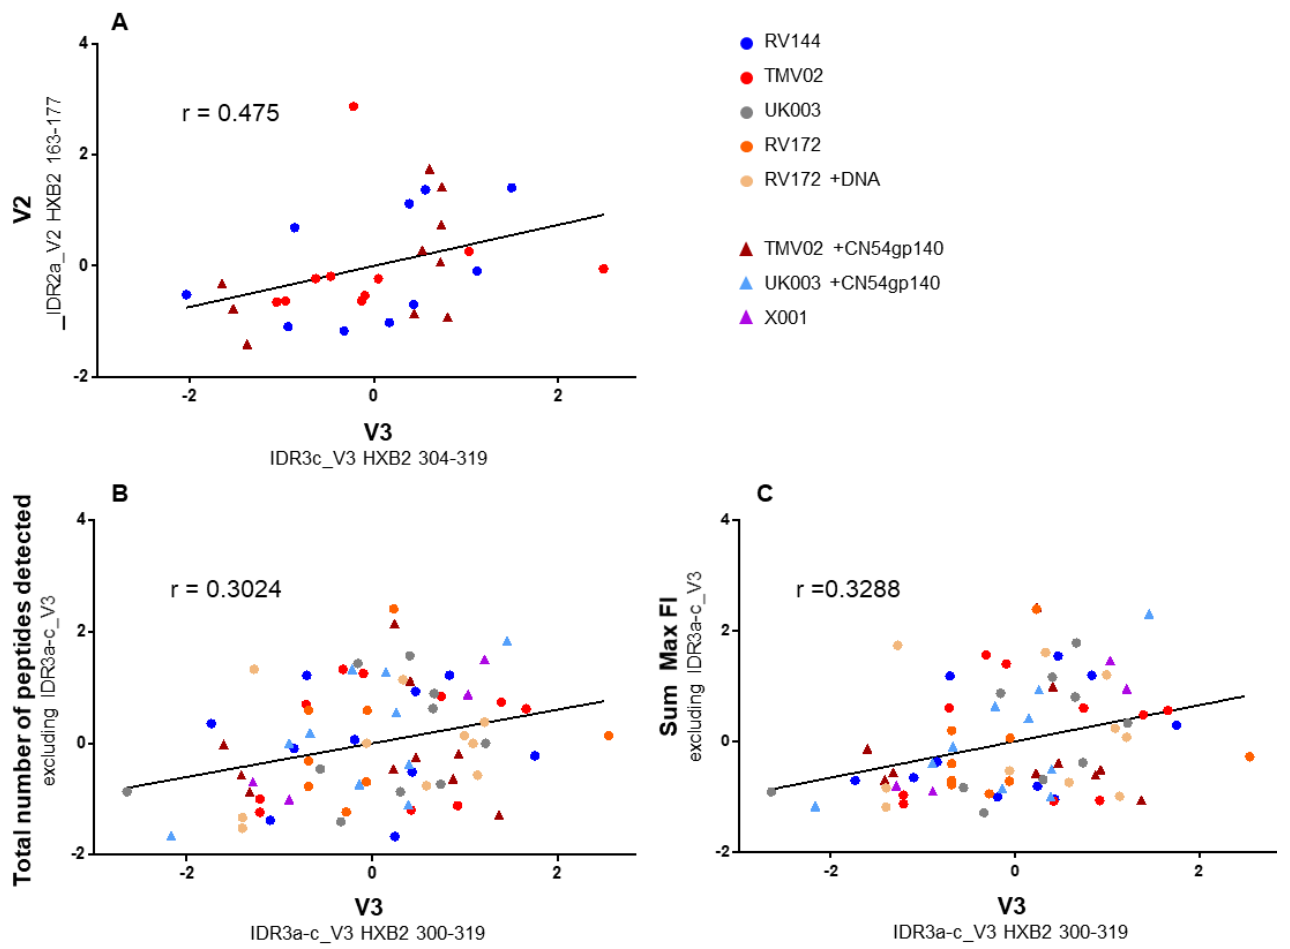 A
4
2
0
-2
V2
_IDR2a_V2 HXB2 163-177
r = 0.475
-2 0 2
V3
IDR3c_V3 HXB2 304-319
RV144
TMV02
UK003
RV172
RV172 +DNA
TMV02 +CN54gp140
UK003 +CN54gp140
X001
B
4
2
0
-2
Total number of peptides detected
excluding IDR3a-c_V3
r = 0.3024
-2 0 2
V3
IDR3a-c_V3 HXB2 300-319
C
4
2
0
-2
Sum Max FI
excluding IDR3a-c_V3
r =0.3288
-2 0 2
V3
IDR3a-c_V3 HXB2 300-319